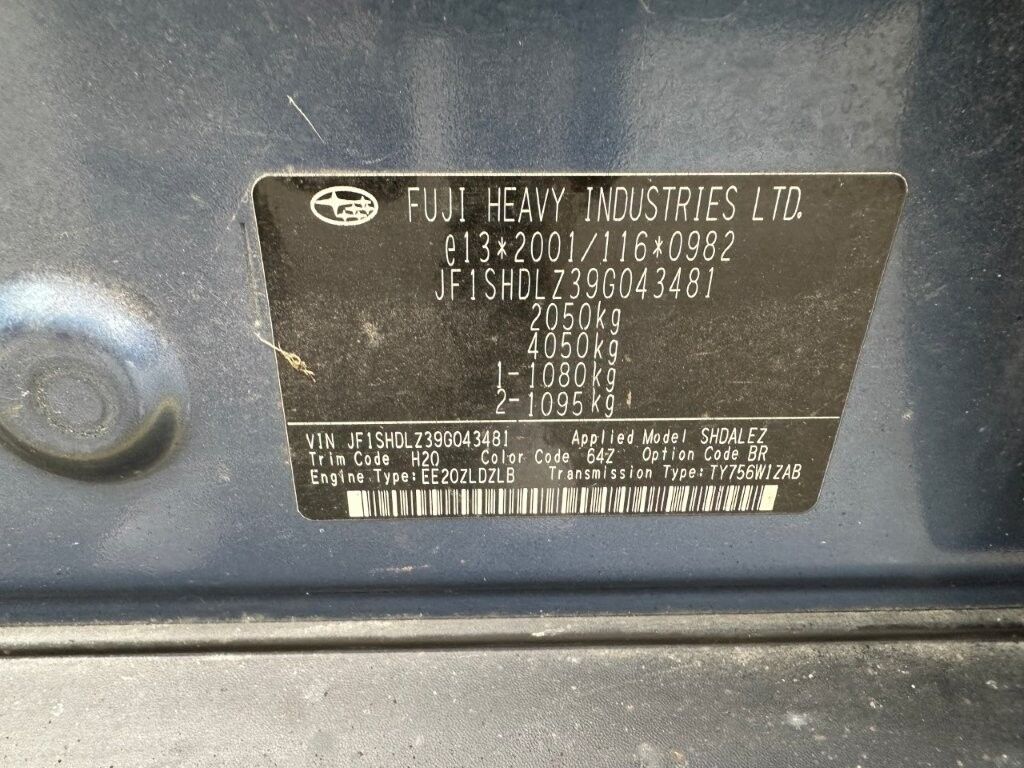 FUJI HEAVY INDUSTRIES LTD.
e13*2001/116*0982
JF1SHDLZ39G043481
2050kg
4050kg
1-1080kg
2-1095kg
VIN JF1SHDLZ39G043481 Applied Model SHDALEZ
Trim Code H20 Color Code 64Z Option Code BR
Engine Type:EE20ZLDZLB Transmission Type:TY756W1ZAB